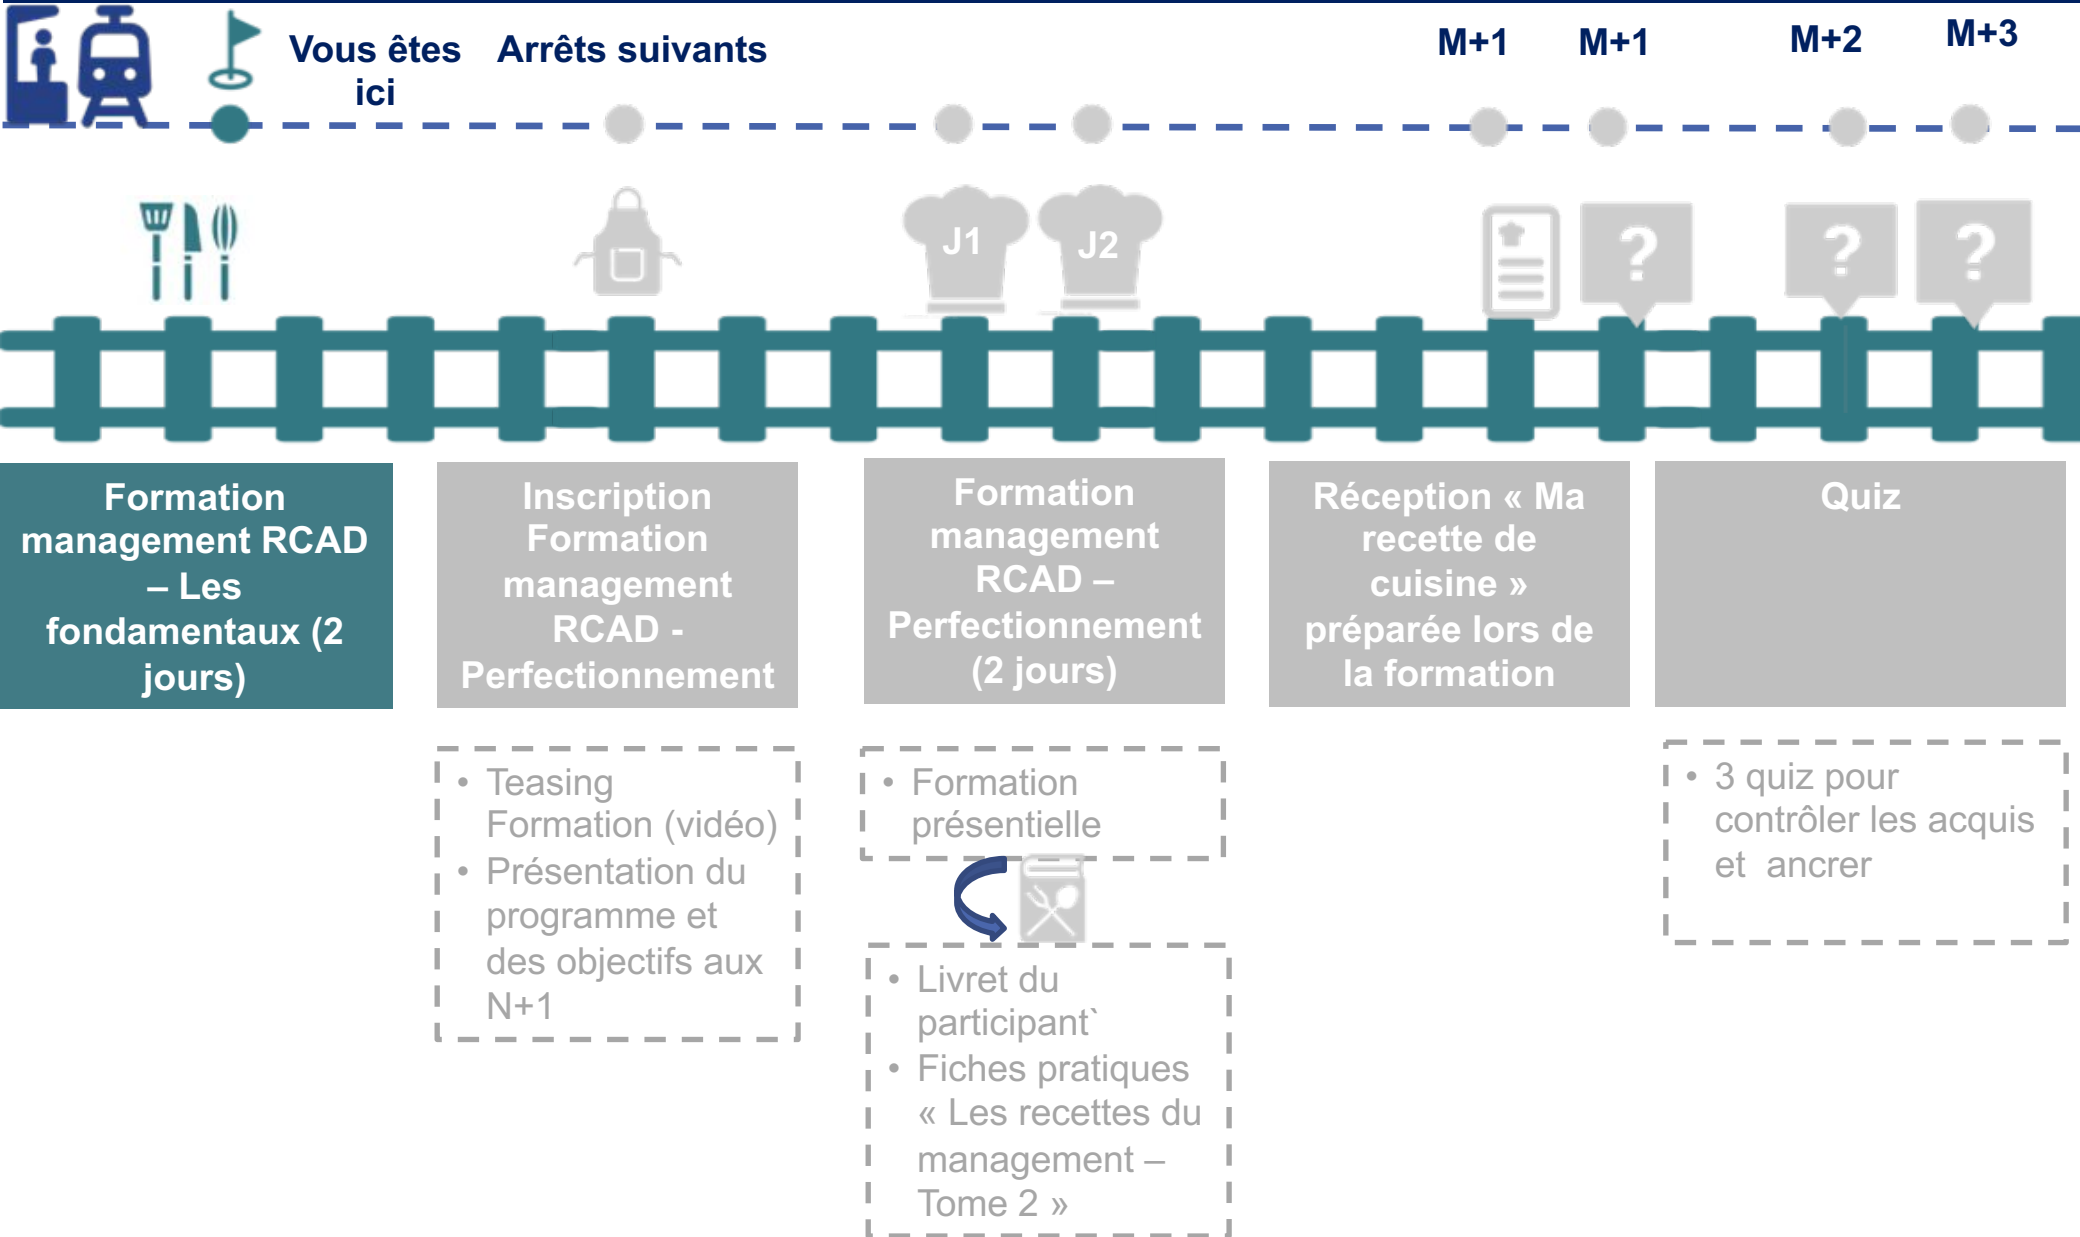 Vous êtes
ici
Arrêts suivants
M+1
M+1
M+2
M+3
J1
J2
?
?
?
Formation
management RCAD
– Les
fondamentaux (2
jours)
Inscription
Formation
management
RCAD -
Perfectionnement
Formation
management
RCAD –
Perfectionnement
(2 jours)
Réception « Ma
recette de
cuisine »
préparée lors de
la formation
Quiz
• Teasing
Formation (vidéo)
• Présentation du
programme et
des objectifs aux
N+1
• Formation
présentielle
• Livret du
participant`
• Fiches pratiques
« Les recettes du
management –
Tome 2 »
• 3 quiz pour
contrôler les acquis
et  ancrer